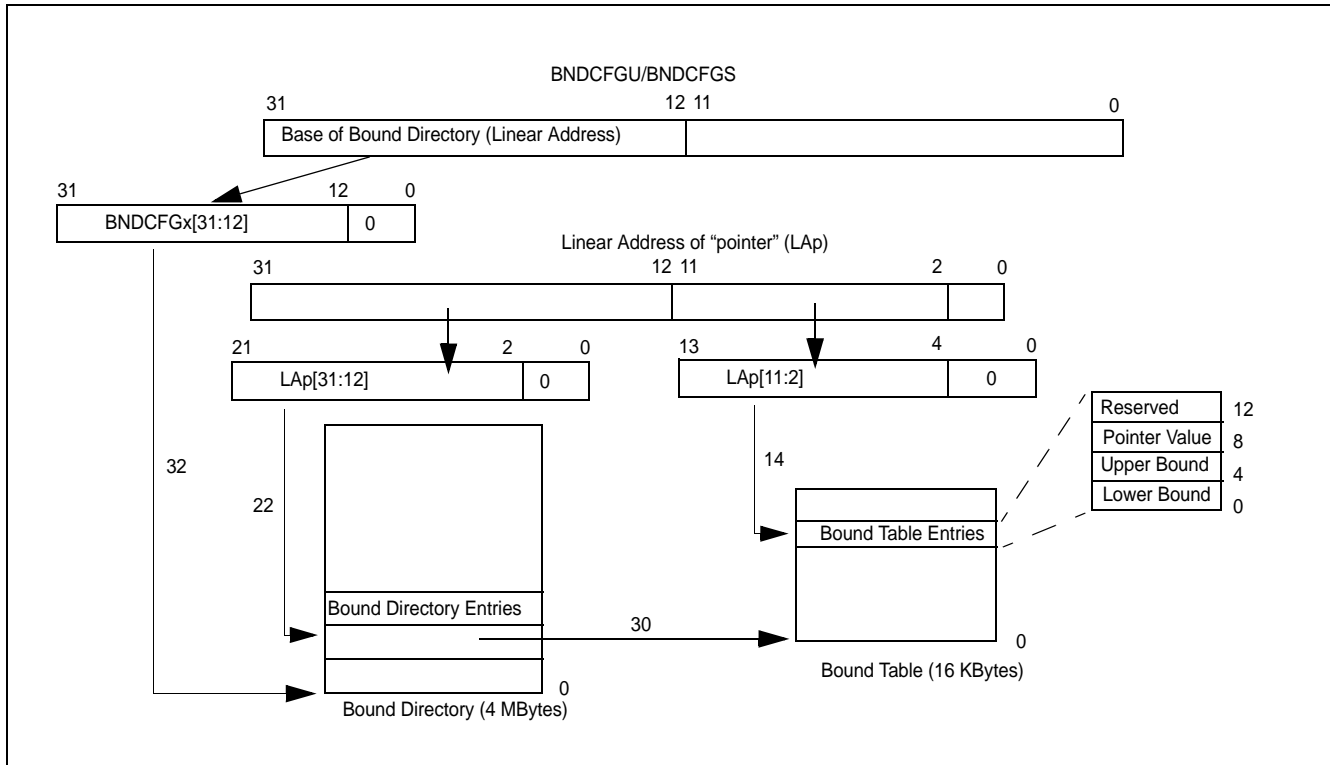 BNDCFGU/BNDCFGS
31 12 11 0
Base of Bound Directory (Linear Address)
31 12 0
BNDCFGx[31:12] 0
Linear Address of “pointer” (LAp)
31 12 11 2 0
21 2 0
LAp[31:12] 0
13 4 0
LAp[11:2] 0
Reserved 12
Pointer Value 8
Upper Bound 4
Lower Bound 0
32
22
14
Bound Table Entries
Bound Directory Entries
30
0
Bound Table (16 KBytes)
0
Bound Directory (4 MBytes)